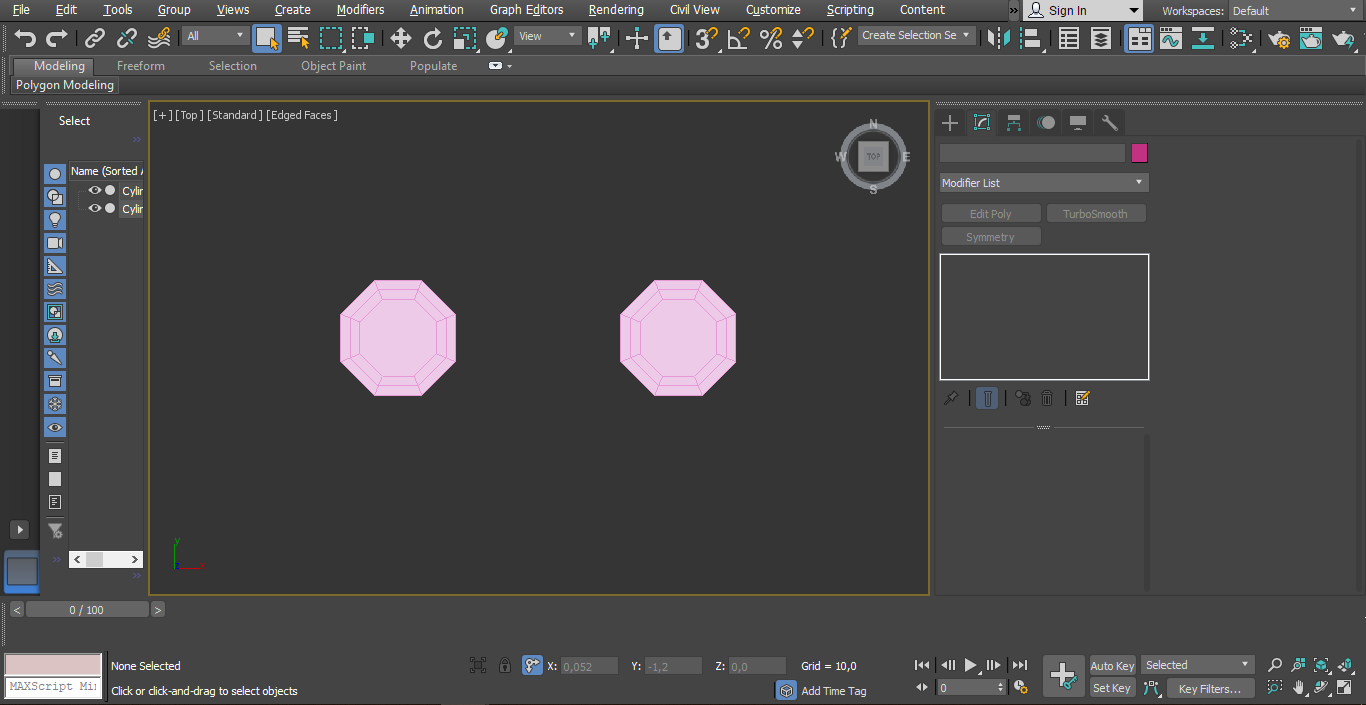 File Edit Tools Group Views Create Modifiers Animation Graph Editors Rendering Civil View Customize Scripting Content » Sign In Workspaces: Default
All View 3 Create Selection Se
Modeling Freeform Selection Object Paint Populate
Polygon Modeling
Select
Name (Sorted A
Cylin
Cylin
[+] [Top] [Standard] [Edged Faces]
N
W TOP E
S
y
Modifier List
Edit Poly TurboSmooth
Symmetry
< 0 / 100 >
None Selected X: 0,052 Y: -1,2 Z: 0,0 Grid = 10,0 Auto Key Selected
MAXScript Min
Click or click-and-drag to select objects Add Time Tag 0 Set Key Key Filters...